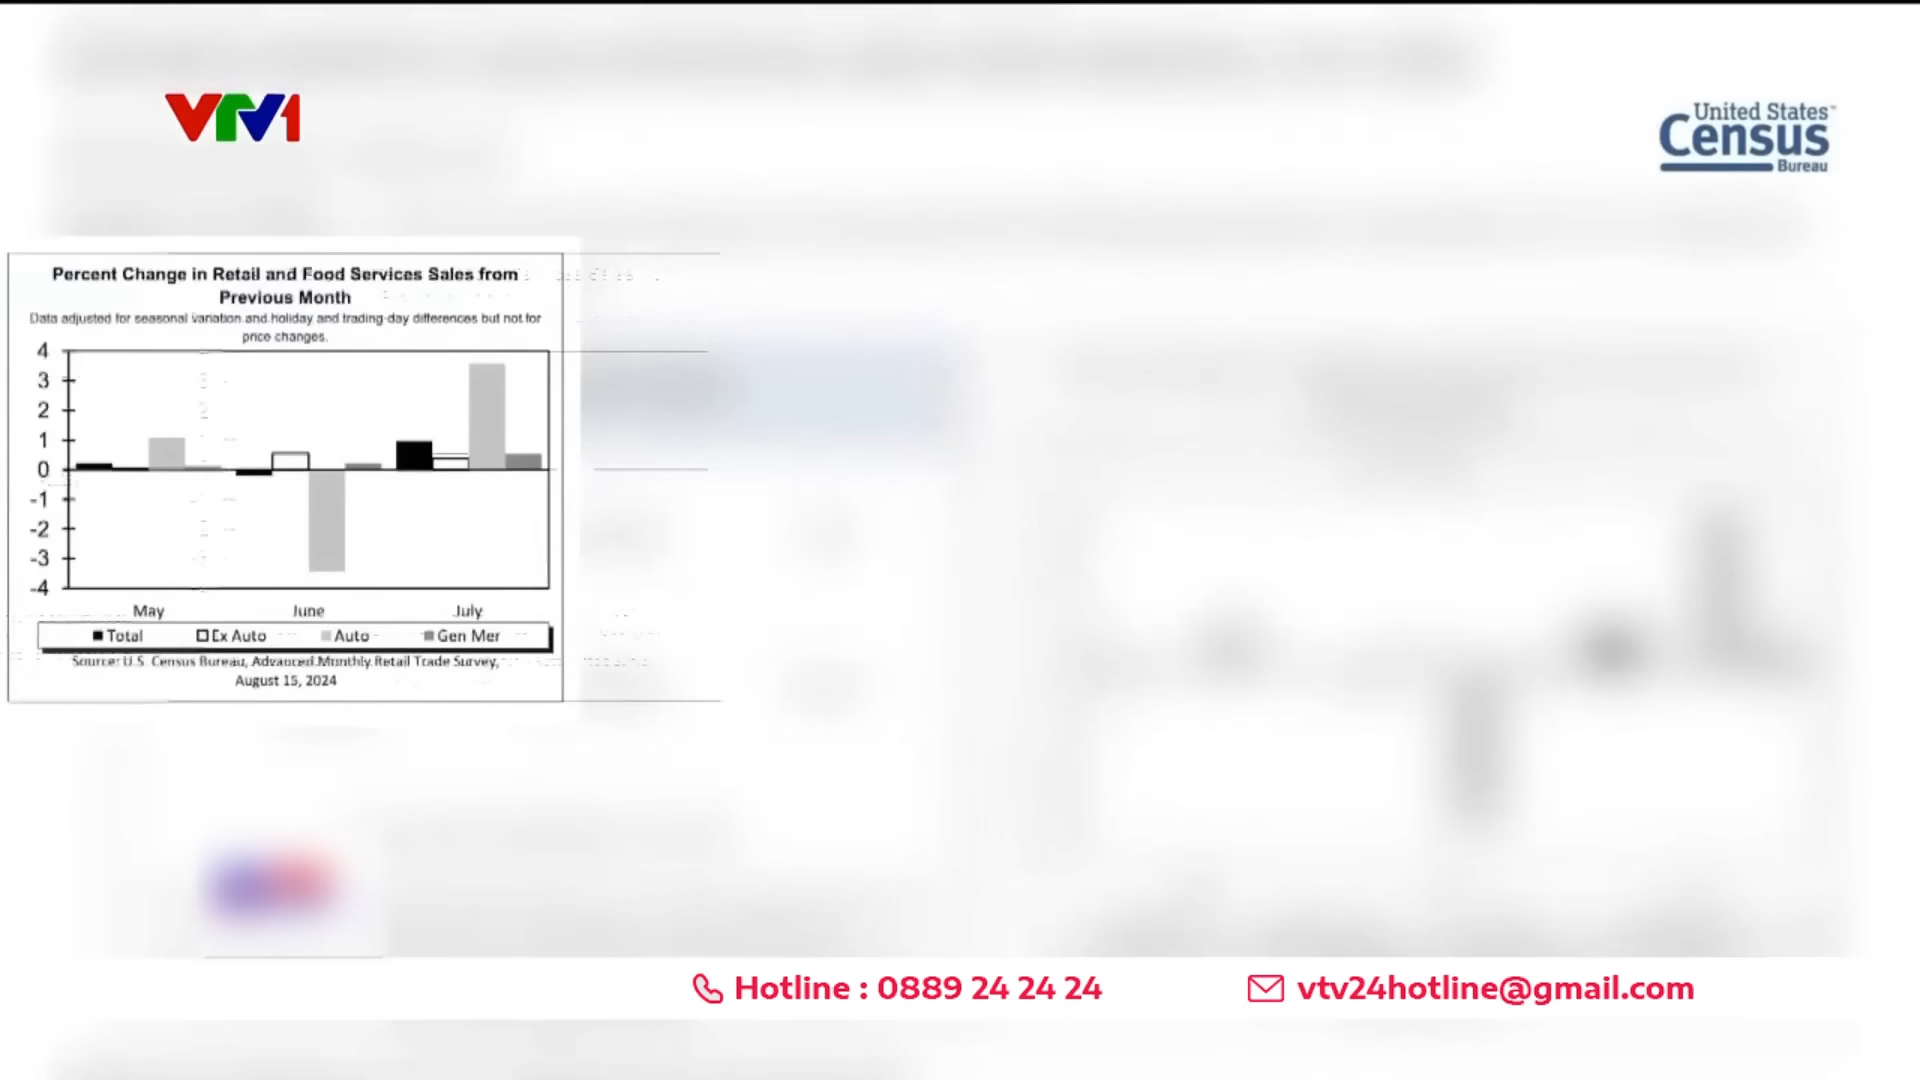 VTV1
United States™
Census
Bureau
Percent Change in Retail and Food Services Sales from
Previous Month
Data adjusted for seasonal variation and holiday and trading-day differences but not for
price changes.
4
3
2
1
0
-1
-2
-3
-4
May June July
Total Ex Auto Auto Gen Mer
Source: U.S. Census Bureau, Advanced Monthly Retail Trade Survey,
August 15, 2024
Hotline : 0889 24 24 24
vtv24hotline@gmail.com